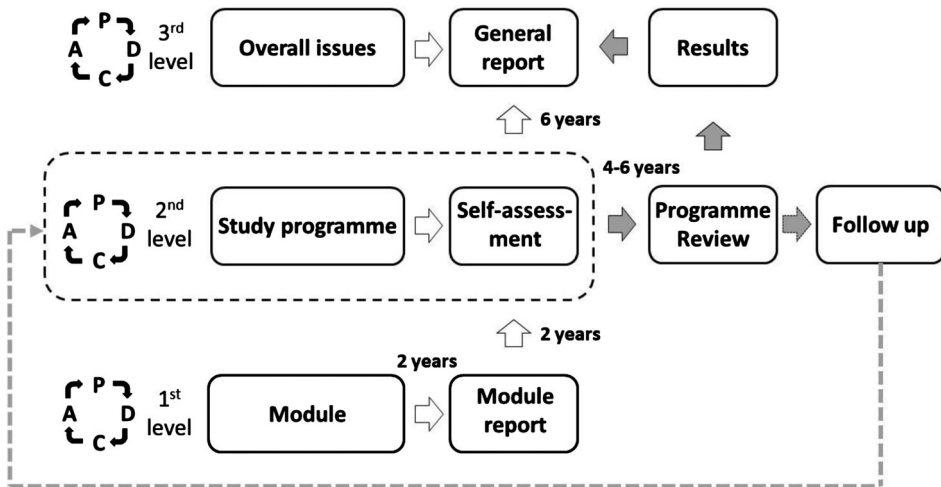 P
A 3rd D
level
C
Overall issues
General
report
Results
6 years
4-6 years
P
A 2nd D
level
C
Study programme
Self-assess-
ment
Programme
Review
Follow up
2 years
2 years
P
A 1st D
level
C
Module
Module
report